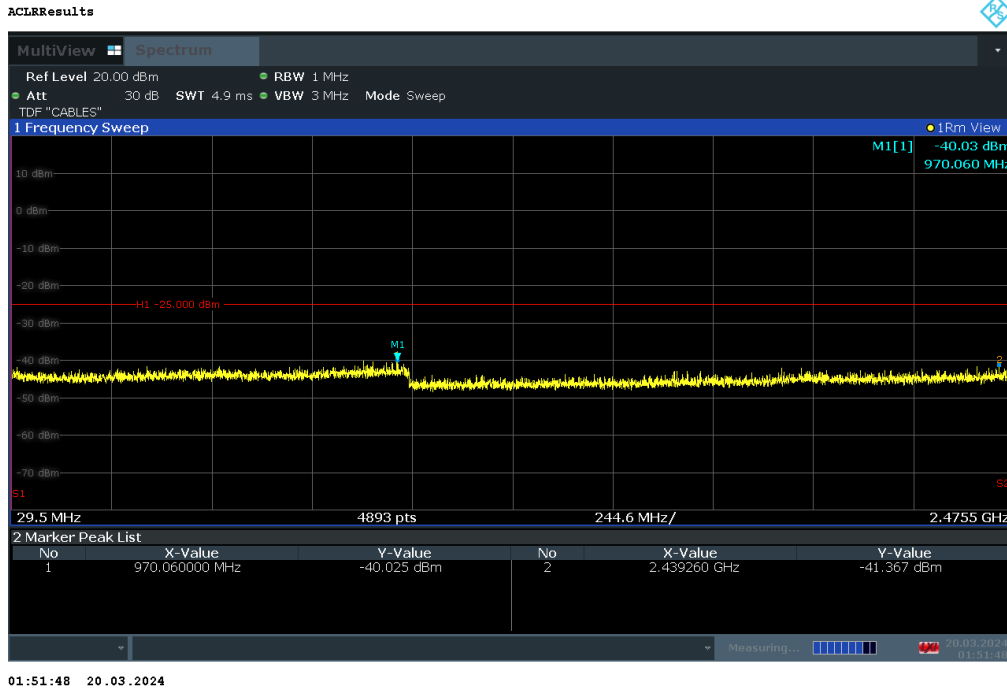 ACLRResults
R&S
MultiView Spectrum
Ref Level 20.00 dBm RBW 1 MHz
Att 30 dB SWT 4.9 ms VBW 3 MHz Mode Sweep
TDF "CABLES"
1 Frequency Sweep 1Rm View
M1[1] -40.03 dBm
970.060 MHz
10 dBm
0 dBm
-10 dBm
-20 dBm
H1 -25.000 dBm
-30 dBm
M1
2
-40 dBm
-50 dBm
-60 dBm
-70 dBm
S1 S2
29.5 MHz 4893 pts 244.6 MHz/ 2.4755 GHz
2 Marker Peak List
No X-Value Y-Value No X-Value Y-Value
1 970.060000 MHz -40.025 dBm 2 2.439260 GHz -41.367 dBm
Measuring... 20.03.2024
01:51:48
01:51:48 20.03.2024